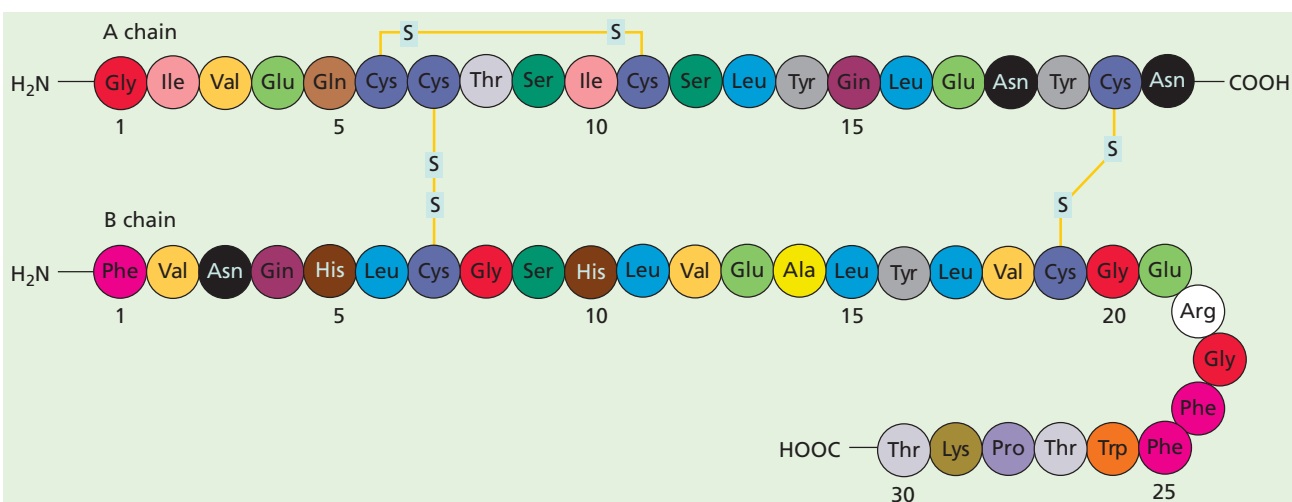 A chain
S S
H2N Gly Ile Val Glu Gln Cys Cys Thr Ser Ile Cys Ser Leu Tyr Gin Leu Glu Asn Tyr Cys Asn COOH
1 5 10 15
S S
S S
B chain
H2N Phe Val Asn Gin His Leu Cys Gly Ser His Leu Val Glu Ala Leu Tyr Leu Val Cys Gly Glu
1 5 10 15 20
Arg
Gly
Phe
HOOC Thr Lys Pro Thr Trp Phe
30 25